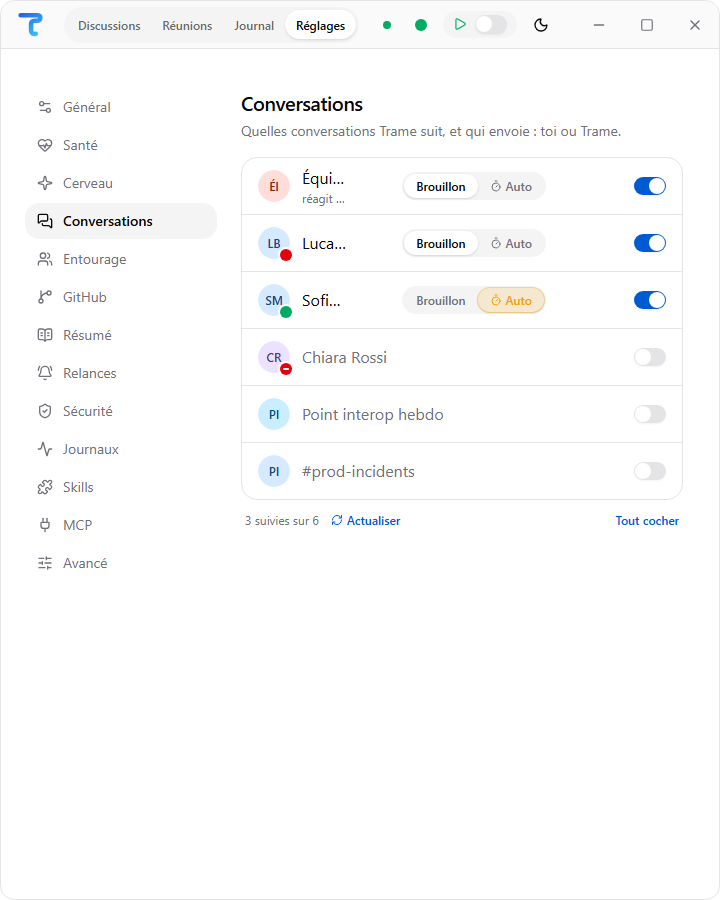 Discussions Réunions Journal Réglages
Général
Santé
Cerveau
Conversations
Entourage
GitHub
Résumé
Relances
Sécurité
Journaux
Skills
MCP
Avancé
Conversations
Quelles conversations Trame suit, et qui envoie : toi ou Trame.
ÉI Équi... Brouillon Auto
réagit ...
LB Luca... Brouillon Auto
SM Sofi... Brouillon Auto
CR Chiara Rossi
PI Point interop hebdo
PI #prod-incidents
3 suivies sur 6 Actualiser Tout cocher